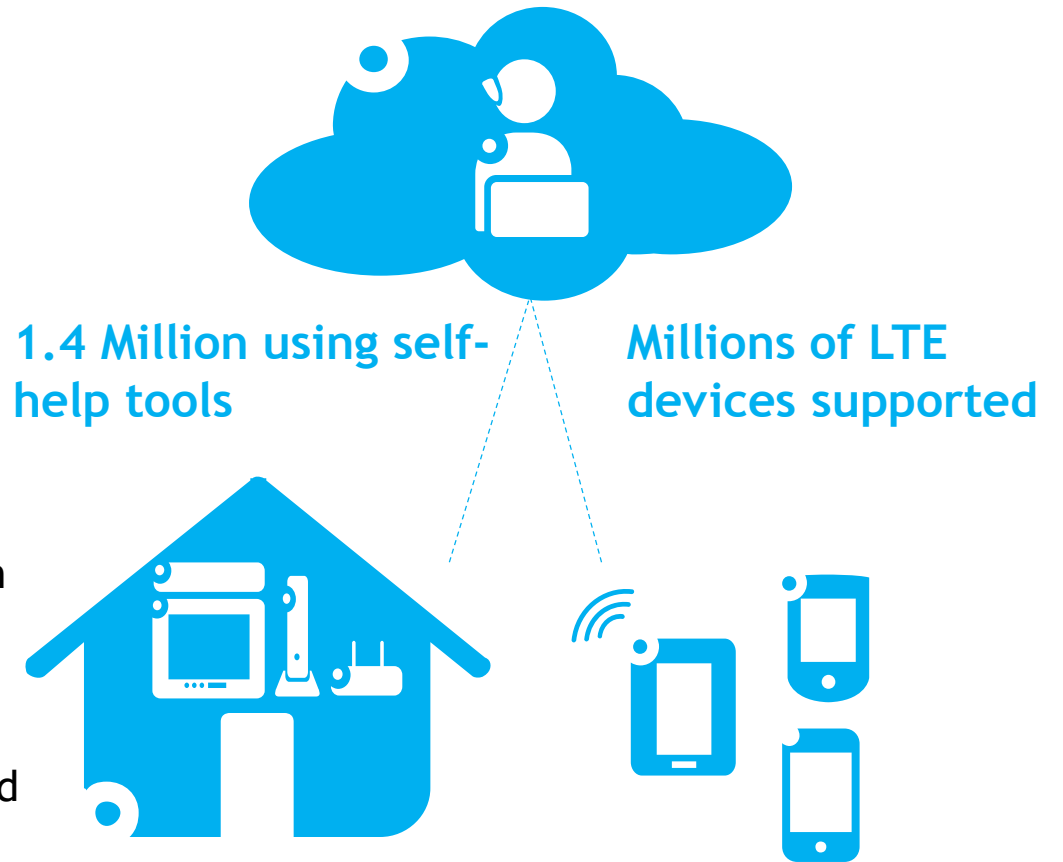 1.4 Million using self-
help tools
Millions of LTE
devices supported